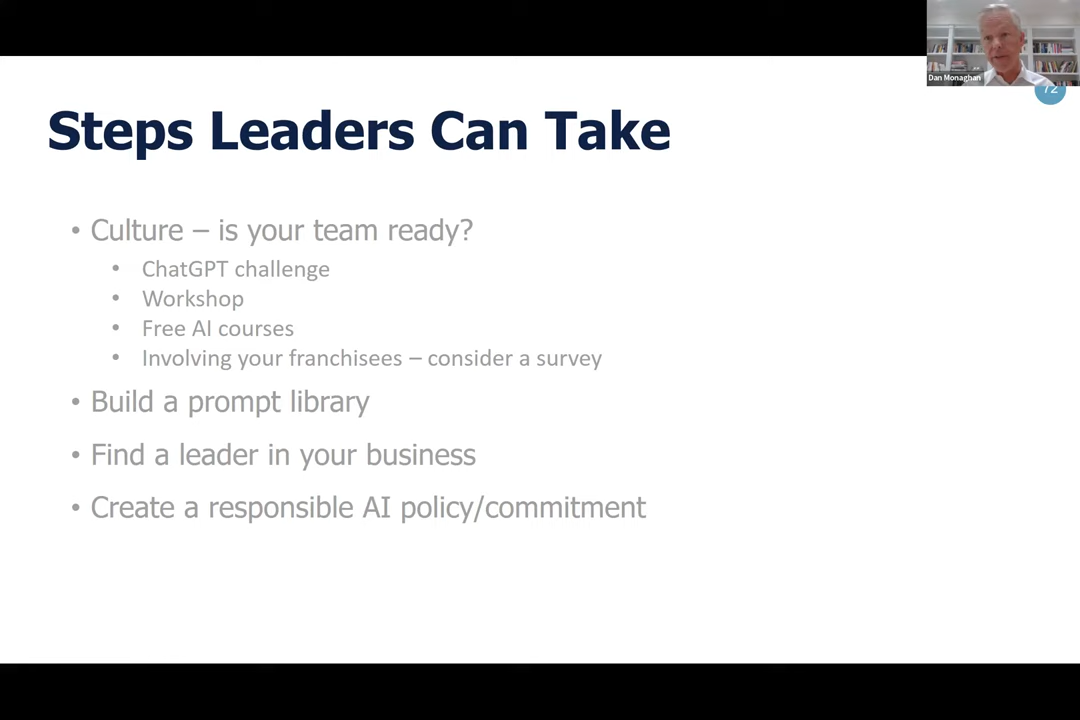 Dan Monaghan
72
Steps Leaders Can Take
• Culture – is your team ready?
• ChatGPT challenge
• Workshop
• Free AI courses
• Involving your franchisees – consider a survey
• Build a prompt library
• Find a leader in your business
• Create a responsible AI policy/commitment